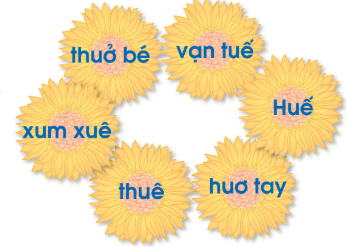 thuở bé
vạn tuế
Huế
xum xuê
thuê
huơ tay